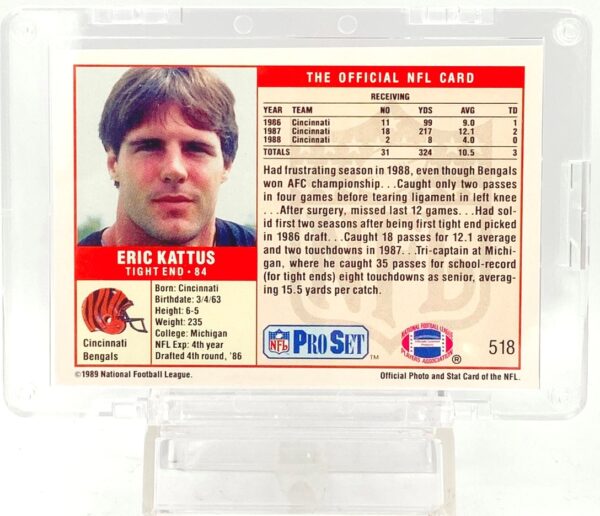 THE OFFICIAL NFL CARD
RECEIVING
YEAR TEAM NO YDS AVG TD
1986 Cincinnati 11 99 9.0 1
1987 Cincinnati 18 217 12.1 2
1988 Cincinnati 2 8 4.0 0
TOTALS 31 324 10.5 3
Had frustrating season in 1988, even though Bengals
won AFC championship. . .Caught only two passes
in four games before tearing ligament in left knee
. . .After surgery, missed last 12 games. . .Had sol-
id first two seasons after being first tight end picked
in 1986 draft. . .Caught 18 passes for 12.1 average
and two touchdowns in 1987. . .Tri-captain at Michi-
gan, where he caught 35 passes for school-record
(for tight ends) eight touchdowns as senior, averag-
ing 15.5 yards per catch.
ERIC KATTUS
TIGHT END • 84
Cincinnati
Bengals
Born: Cincinnati
Birthdate: 3/4/63
Height: 6-5
Weight: 235
College: Michigan
NFL Exp: 4th year
Drafted 4th round, '86
NFL PRO SET ™
NATIONAL FOOTBALL LEAGUE
PLAYERS ASSOCIATION
®
518
©1989 National Football League.
Official Photo and Stat Card of the NFL.